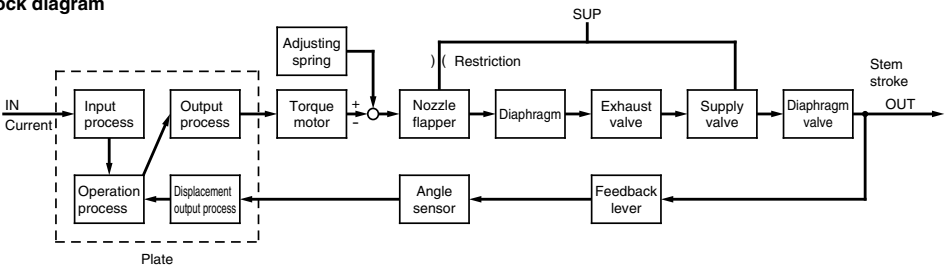 ock diagram
SUP
Adjusting
spring
) ( Restriction
Stem
stroke
IN
Current
Input
process
Output
process
Torque
motor
+
-
Nozzle
flapper
Diaphragm
Exhaust
valve
Supply
valve
Diaphragm
valve
OUT
Operation
process
Displacement
output process
Angle
sensor
Feedback
lever
Plate